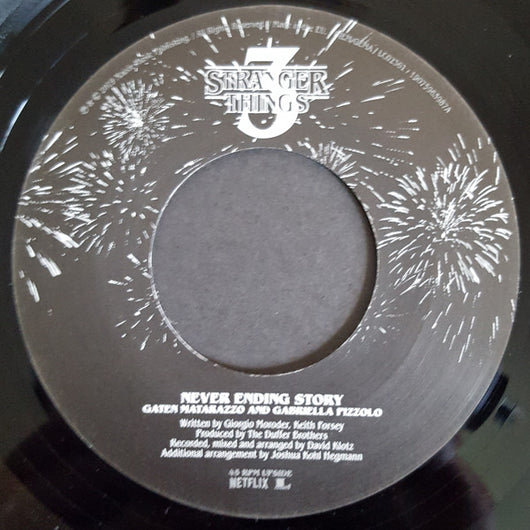 STRANGER
THINGS
3
NEVER ENDING STORY
GATEN MATARAZZO AND GABRIELLA PIZZOLO
Written by Giorgio Moroder, Keith Forsey
Produced by The Duffer Brothers
Recorded, mixed and arranged by David Klotz
Additional arrangement by Joshua Kohl Hegmann
45 RPM UPSIDE
NETFLIX